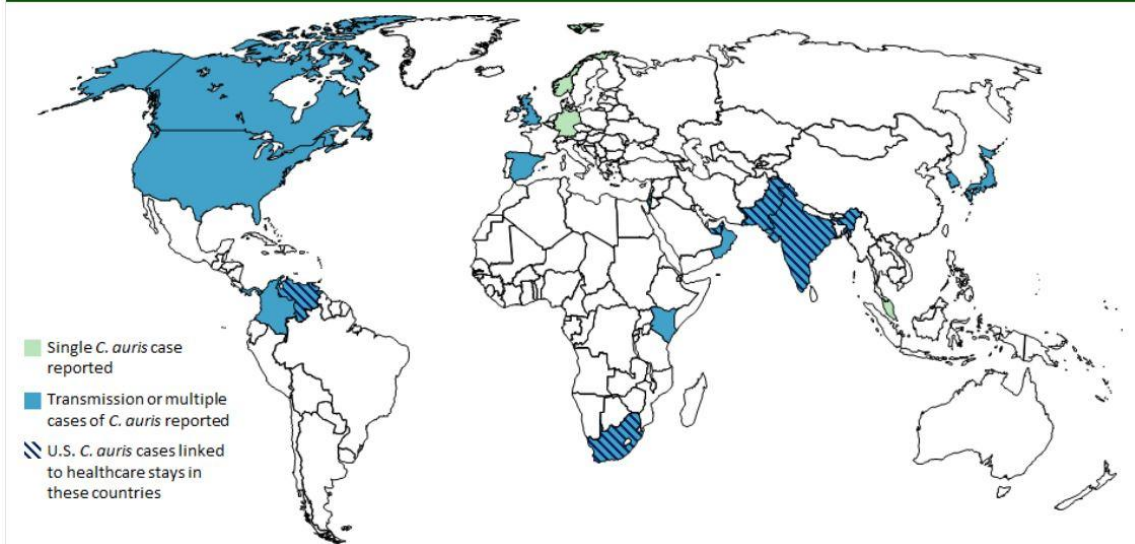 Single C. auris case
reported
Transmission or multiple
cases of C. auris reported
U.S. C. auris cases linked
to healthcare stays in
these countries